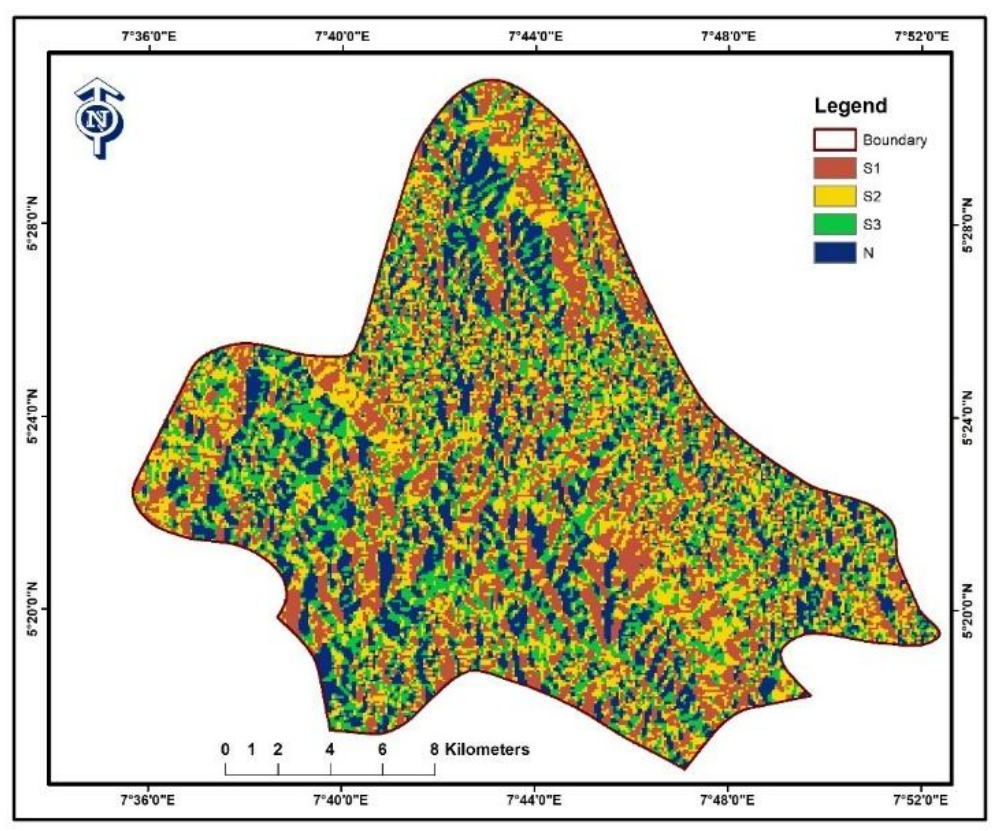 7°36'0"E 7°40'0"E 7°44'0"E 7°48'0"E 7°52'0"E
N
Legend
Boundary
S1
S2
S3
N
5°28'0"N 5°28'0"N
5°24'0"N 5°24'0"N
5°20'0"N 5°20'0"N
0 1 2 4 6 8 Kilometers
7°36'0"E 7°40'0"E 7°44'0"E 7°48'0"E 7°52'0"E